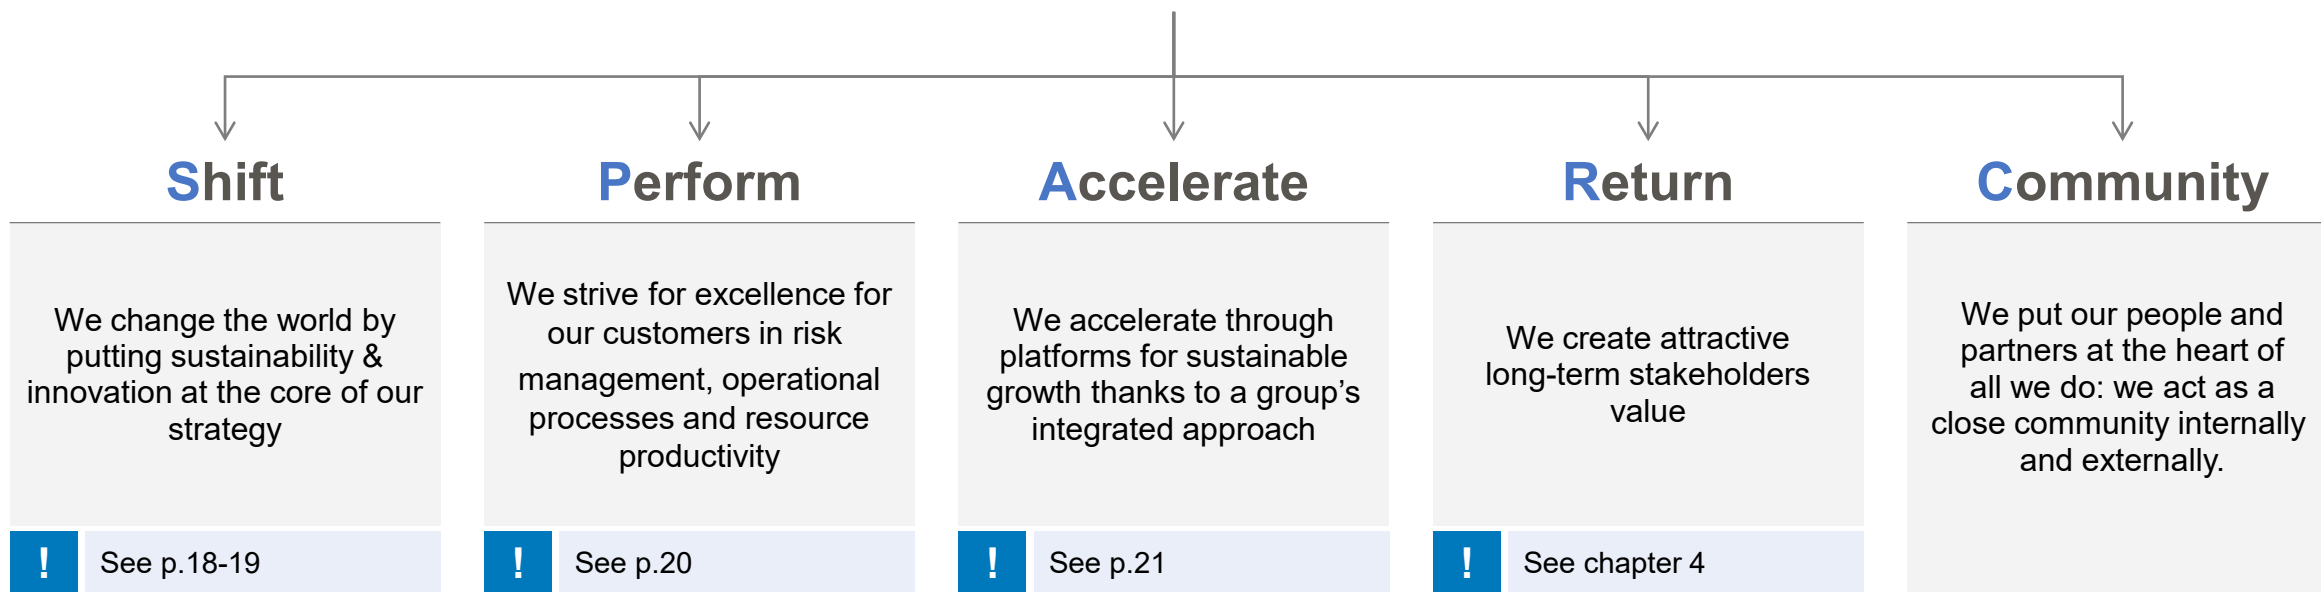 Shift
Perform
Accelerate
Return
Community
We change the world by
putting sustainability &
innovation at the core of our
strategy
We strive for excellence for
our customers in risk
management, operational
processes and resource
productivity
We accelerate through
platforms for sustainable
growth thanks to a group’s
integrated approach
We create attractive
long-term stakeholders
value
We put our people and
partners at the heart of
all we do: we act as a
close community internally
and externally.
! See p.18-19
! See p.20
! See p.21
! See chapter 4